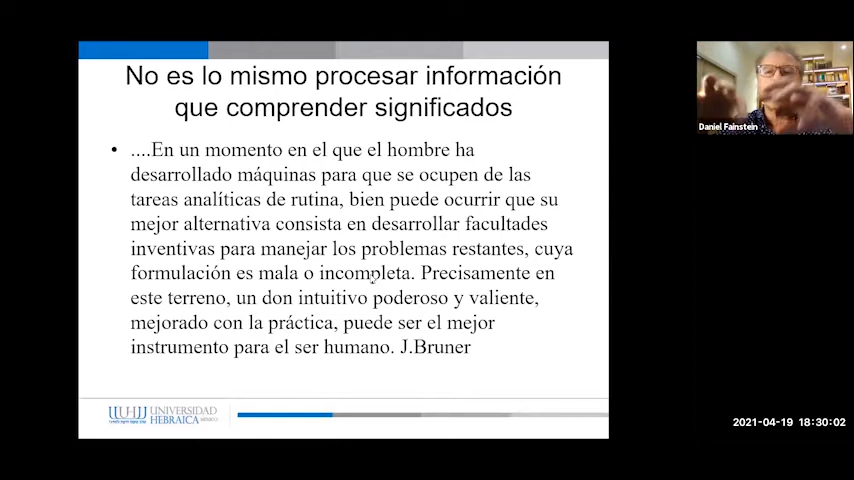 No es lo mismo procesar información
que comprender significados
• ....En un momento en el que el hombre ha
desarrollado máquinas para que se ocupen de las
tareas analíticas de rutina, bien puede ocurrir que su
mejor alternativa consista en desarrollar facultades
inventivas para manejar los problemas restantes, cuya
formulación es mala o incompleta. Precisamente en
este terreno, un don intuitivo poderoso y valiente,
mejorado con la práctica, puede ser el mejor
instrumento para el ser humano. J.Bruner
Daniel Fainstein
UNIVERSIDAD
HEBRAICA
2021-04-19 18:30:02